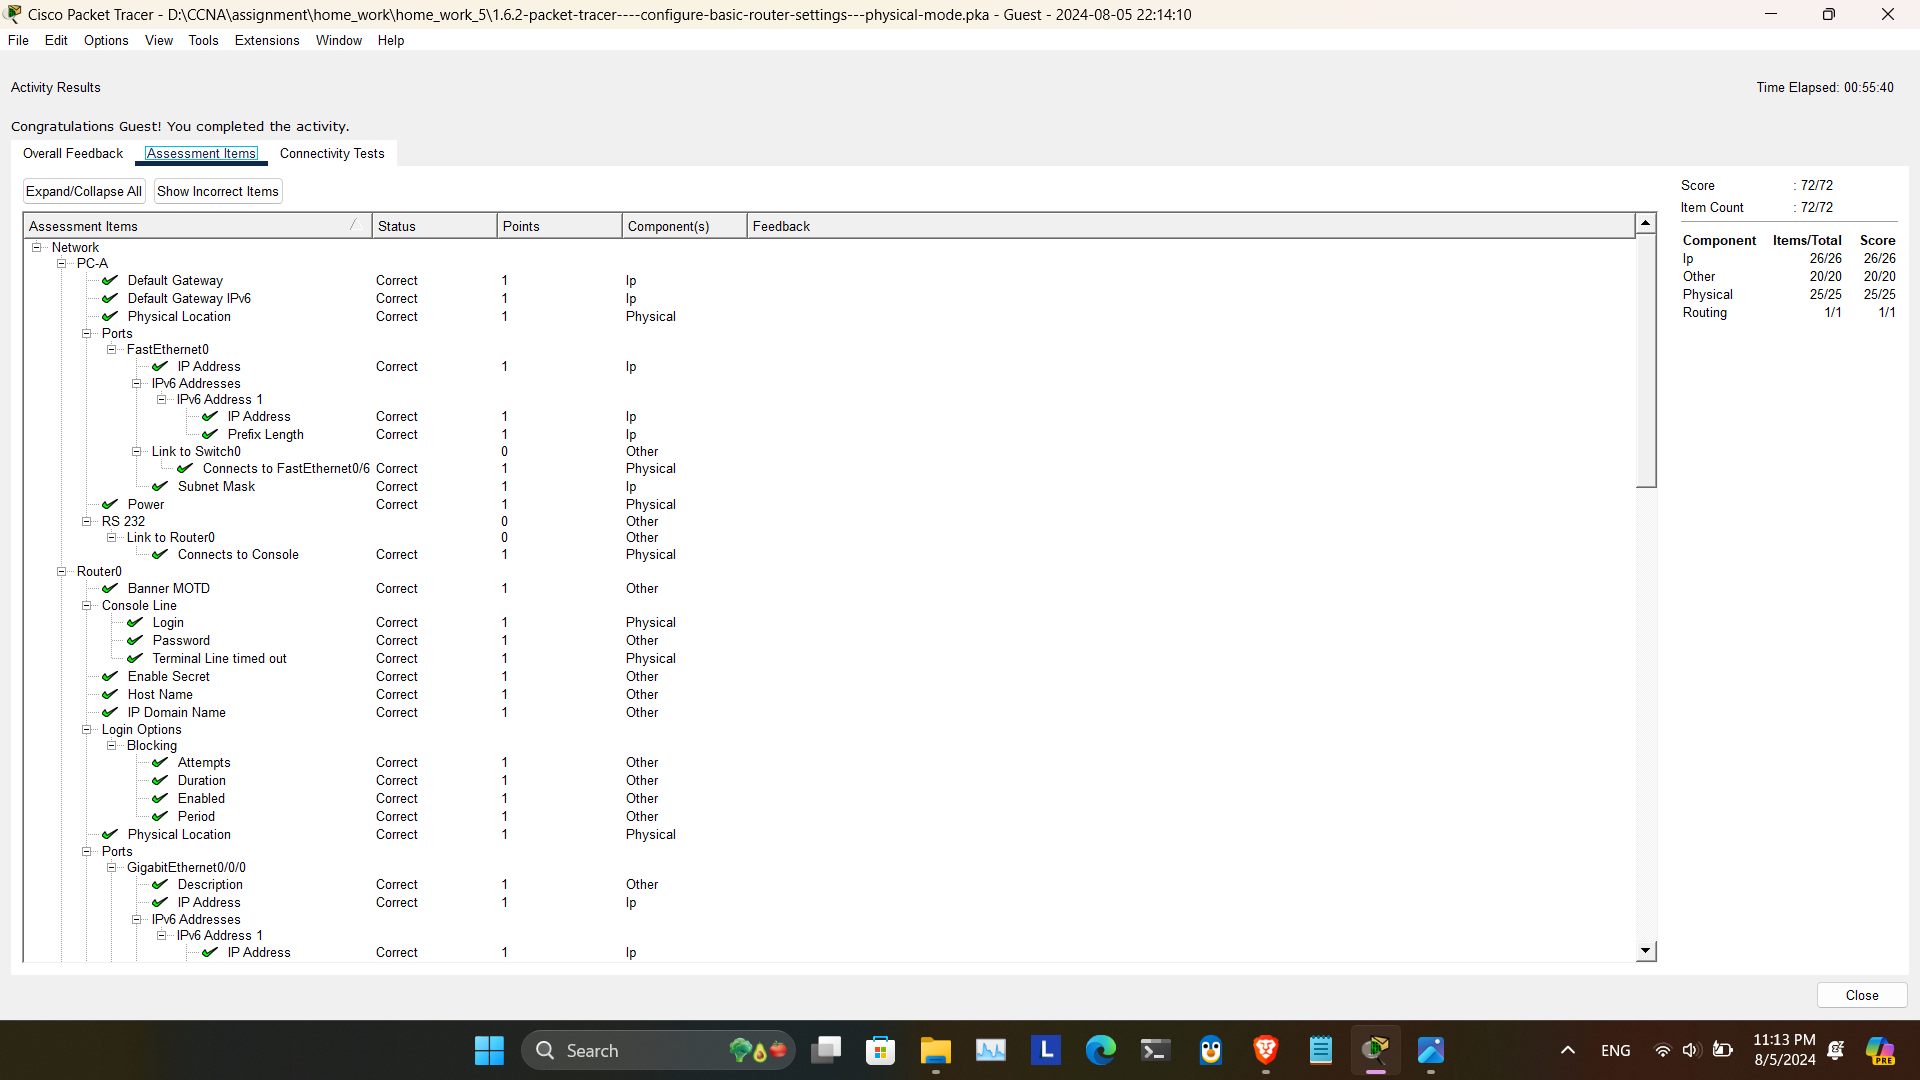 Cisco Packet Tracer - D:\CCNA\assignment\home_work\home_work_5\1.6.2-packet-tracer----configure-basic-router-settings---physical-mode.pka - Guest - 2024-08-05 22:14:10
File Edit Options View Tools Extensions Window Help
Activity Results Time Elapsed: 00:55:40
Congratulations Guest! You completed the activity.
Overall Feedback Assessment Items Connectivity Tests
Expand/Collapse All Show Incorrect Items
Assessment Items Status Points Component(s) Feedback
Network
PC-A
Default Gateway Correct 1 Ip
Default Gateway IPv6 Correct 1 Ip
Physical Location Correct 1 Physical
Ports
FastEthernet0
IP Address Correct 1 Ip
IPv6 Addresses
IPv6 Address 1
IP Address Correct 1 Ip
Prefix Length Correct 1 Ip
Link to Switch0 0 Other
Connects to FastEthernet0/6 Correct 1 Physical
Subnet Mask Correct 1 Ip
Power Correct 1 Physical
RS 232 0 Other
Link to Router0 0 Other
Connects to Console Correct 1 Physical
Router0
Banner MOTD Correct 1 Other
Console Line
Login Correct 1 Physical
Password Correct 1 Other
Terminal Line timed out Correct 1 Physical
Enable Secret Correct 1 Other
Host Name Correct 1 Other
IP Domain Name Correct 1 Other
Login Options
Blocking
Attempts Correct 1 Other
Duration Correct 1 Other
Enabled Correct 1 Other
Period Correct 1 Other
Physical Location Correct 1 Physical
Ports
GigabitEthernet0/0/0
Description Correct 1 Other
IP Address Correct 1 Ip
IPv6 Addresses
IPv6 Address 1
IP Address Correct 1 Ip
Score : 72/72
Item Count : 72/72
Component Items/Total Score
Ip 26/26 26/26
Other 20/20 20/20
Physical 25/25 25/25
Routing 1/1 1/1
Close
Search
L
ENG
11:13 PM
8/5/2024
PRE